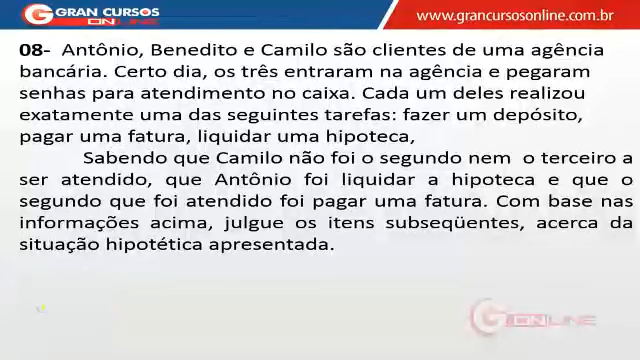 GRAN CURSOS
ONLINE
www.grancursosonline.com.br
08- Antônio, Benedito e Camilo são clientes de uma agência
bancária. Certo dia, os três entraram na agência e pegaram
senhas para atendimento no caixa. Cada um deles realizou
exatamente uma das seguintes tarefas: fazer um depósito,
pagar uma fatura, liquidar uma hipoteca,
Sabendo que Camilo não foi o segundo nem o terceiro a
ser atendido, que Antônio foi liquidar a hipoteca e que o
segundo que foi atendido foi pagar uma fatura. Com base nas
informações acima, julgue os itens subseqüentes, acerca da
situação hipotética apresentada.
G ONLINE